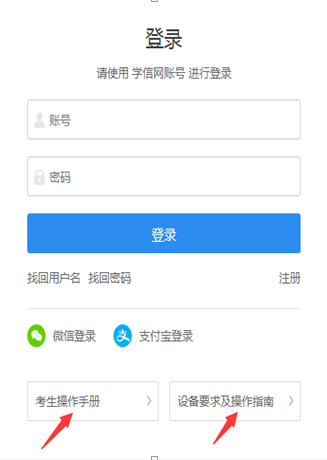 登录
请使用 学信网账号 进行登录
账号
密码
登录
找回用户名 找回密码 注册
微信登录 支付宝登录
考生操作手册 设备要求及操作指南